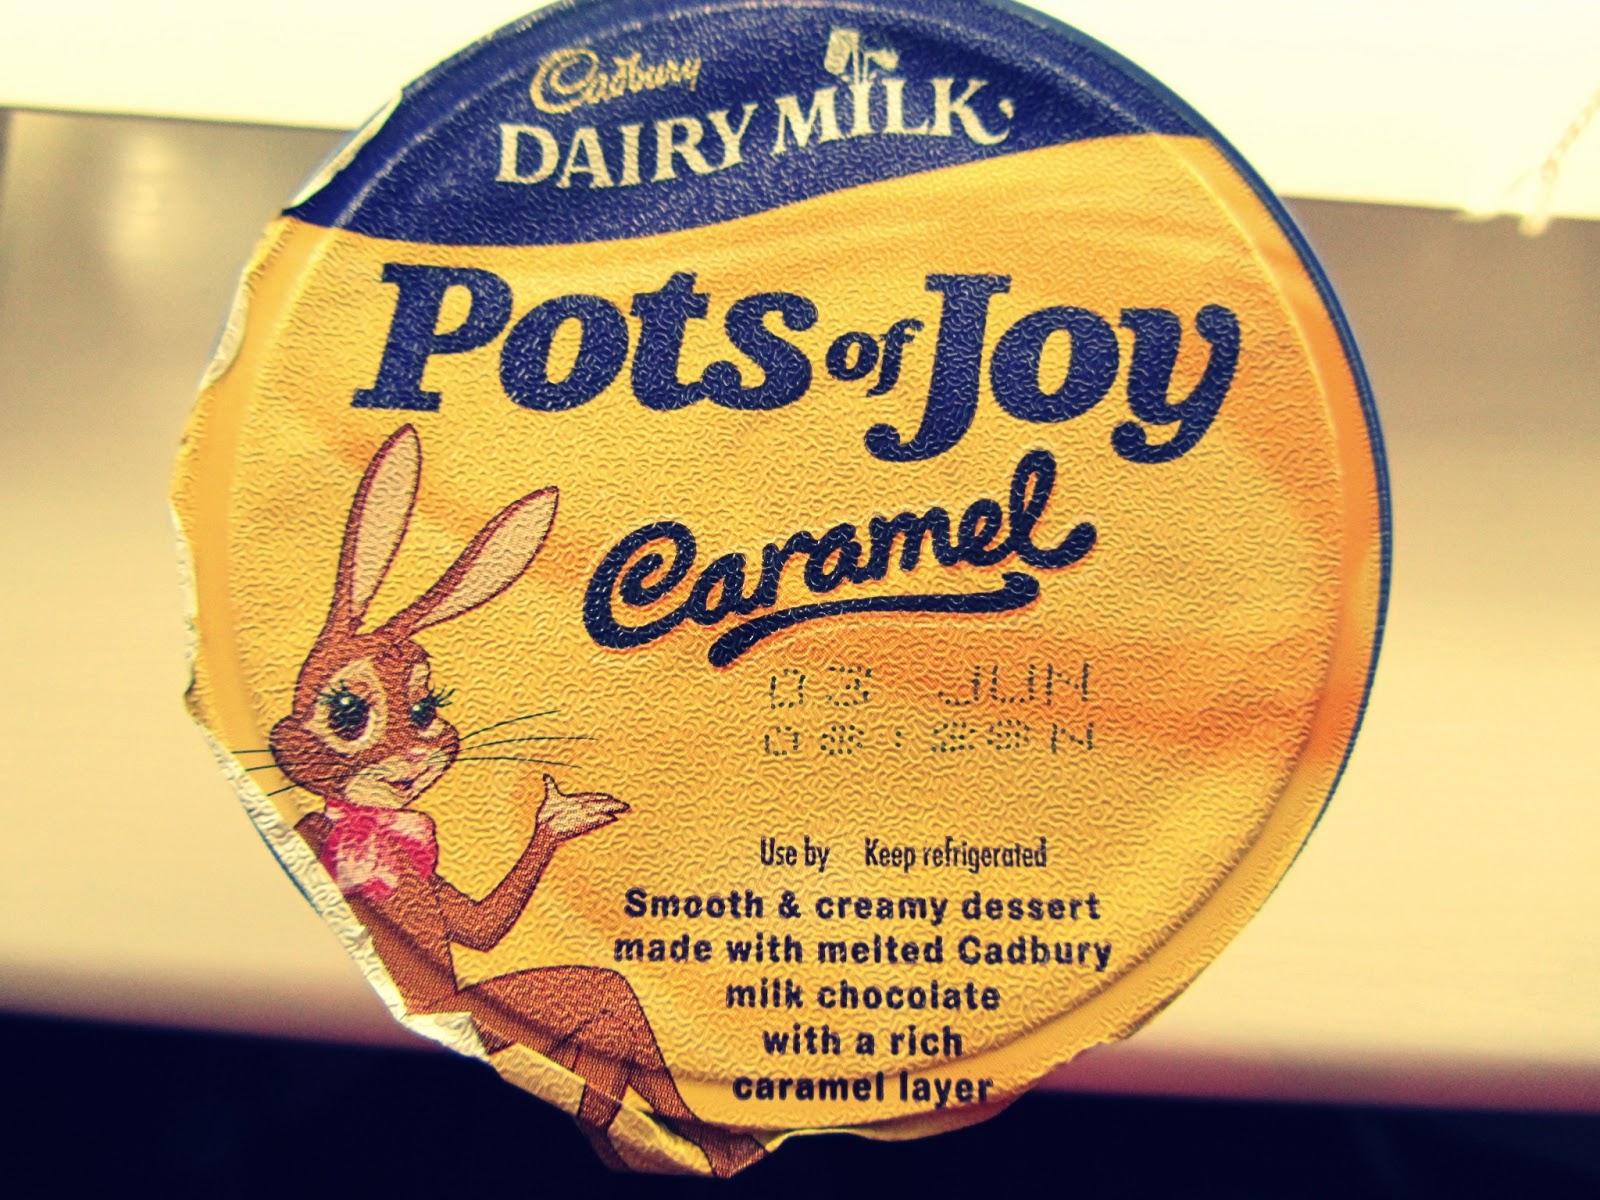 Cadbury
DAIRY MILK
Pots of Joy
Caramel
03 JUN
Use by Keep refrigerated
Smooth & creamy dessert
made with melted Cadbury
milk chocolate
with a rich
caramel layer